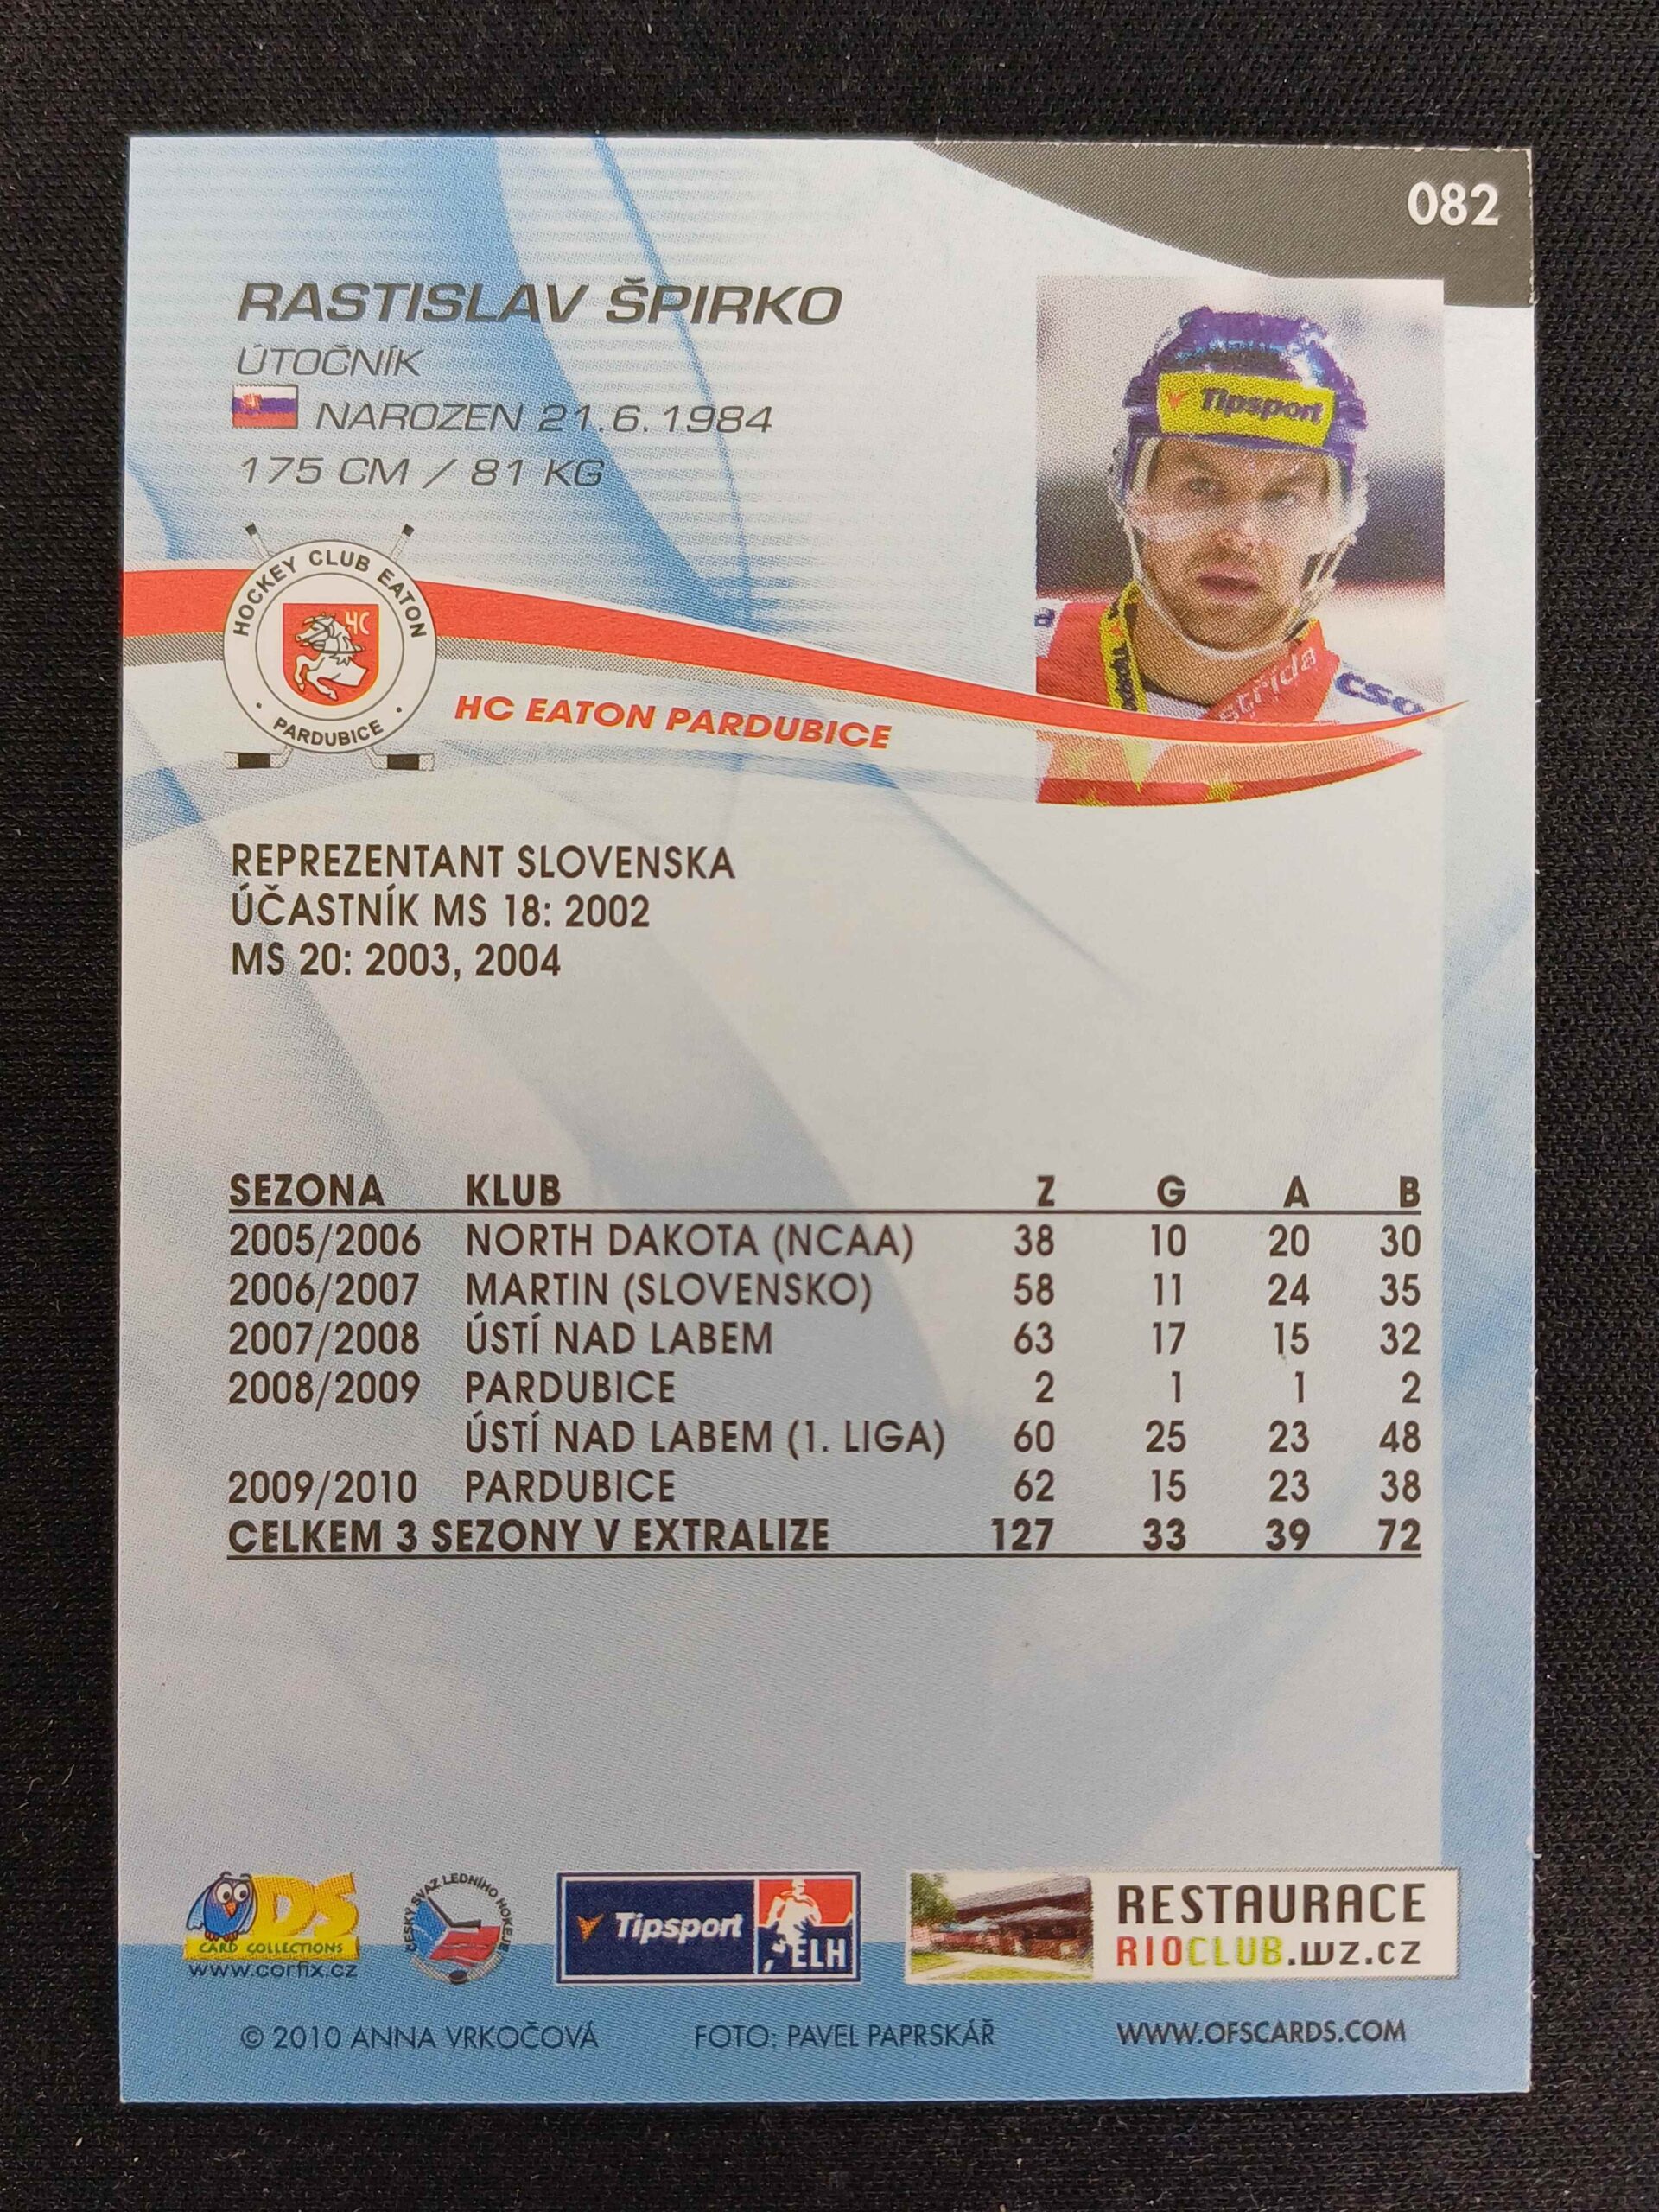 082
RASTISLAV ŠPIRKO
ÚTOČNÍK
NAROZEN 21.6.1984
175 CM / 81 KG
Tipsport
HOCKEY CLUB EATON
HC
· PARDUBICE ·
HC EATON PARDUBICE
střída
REPREZENTANT SLOVENSKA
ÚČASTNÍK MS 18: 2002
MS 20: 2003, 2004
SEZONA KLUB Z G A B
2005/2006 NORTH DAKOTA (NCAA) 38 10 20 30
2006/2007 MARTIN (SLOVENSKO) 58 11 24 35
2007/2008 ÚSTÍ NAD LABEM 63 17 15 32
2008/2009 PARDUBICE 2 1 1 2
ÚSTÍ NAD LABEM (1. LIGA) 60 25 23 48
2009/2010 PARDUBICE 62 15 23 38
CELKEM 3 SEZONY V EXTRALIZE 127 33 39 72
DS
CARD COLLECTIONS
WWW.corfix.cz
ČESKÝ SVAZ LEDNÍHO HOKEJE
Tipsport
ELH
RESTAURACE
RIOCLUB.WZ.CZ
© 2010 ANNA VRKOČOVÁ FOTO: PAVEL PAPRSKÁŘ WWW.OFSCARDS.COM